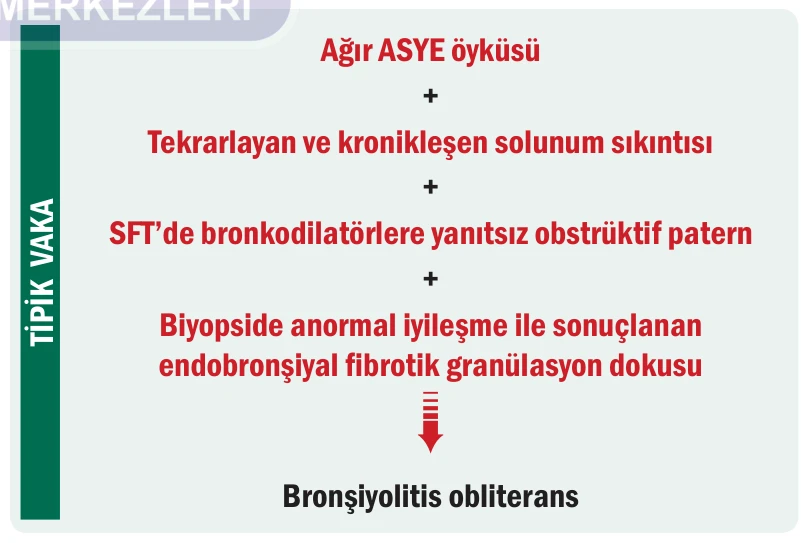 MERKEZLERİ
TİPİK VAKA
Ağır ASYE öyküsü
+
Tekrarlayan ve kronikleşen solunum sıkıntısı
+
SFT’de bronkodilatörlere yanıtsız obstrüktif patern
+
Biyopside anormal iyileşme ile sonuçlanan
endobronşiyal fibrotik granülasyon dokusu
Bronşiyolitis obliterans